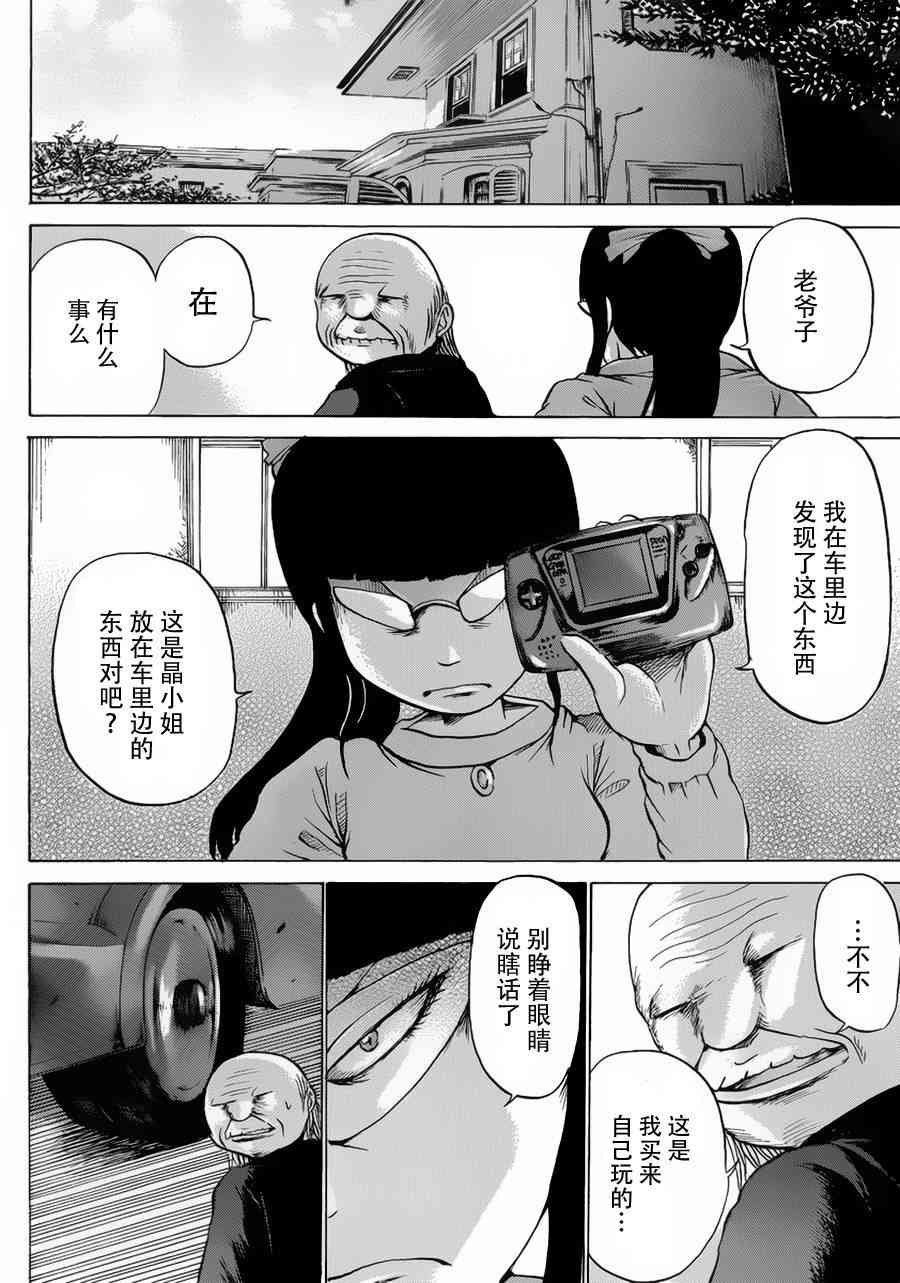 老爷子
在
有什么
事么
我在车里边
发现了这个东西
这是晶小姐
放在车里边的
东西对吧？
…不不
这是
我买来
自己玩的…
别睁着眼睛
说瞎话了